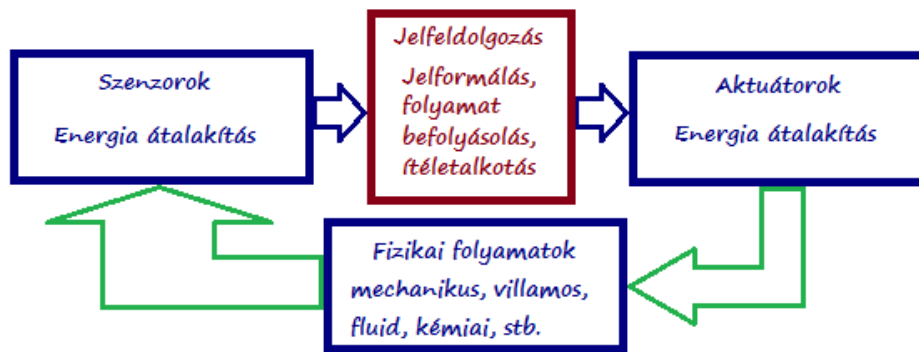 Szenzorok
Energia átalakítás
Jelfeldolgozás
Jelformálás,
folyamat
befolyásolás,
ítéletalkotás
Aktuátorok
Energia átalakítás
Fizikai folyamatok
mechanikus, villamos,
fluid, kémiai, stb.